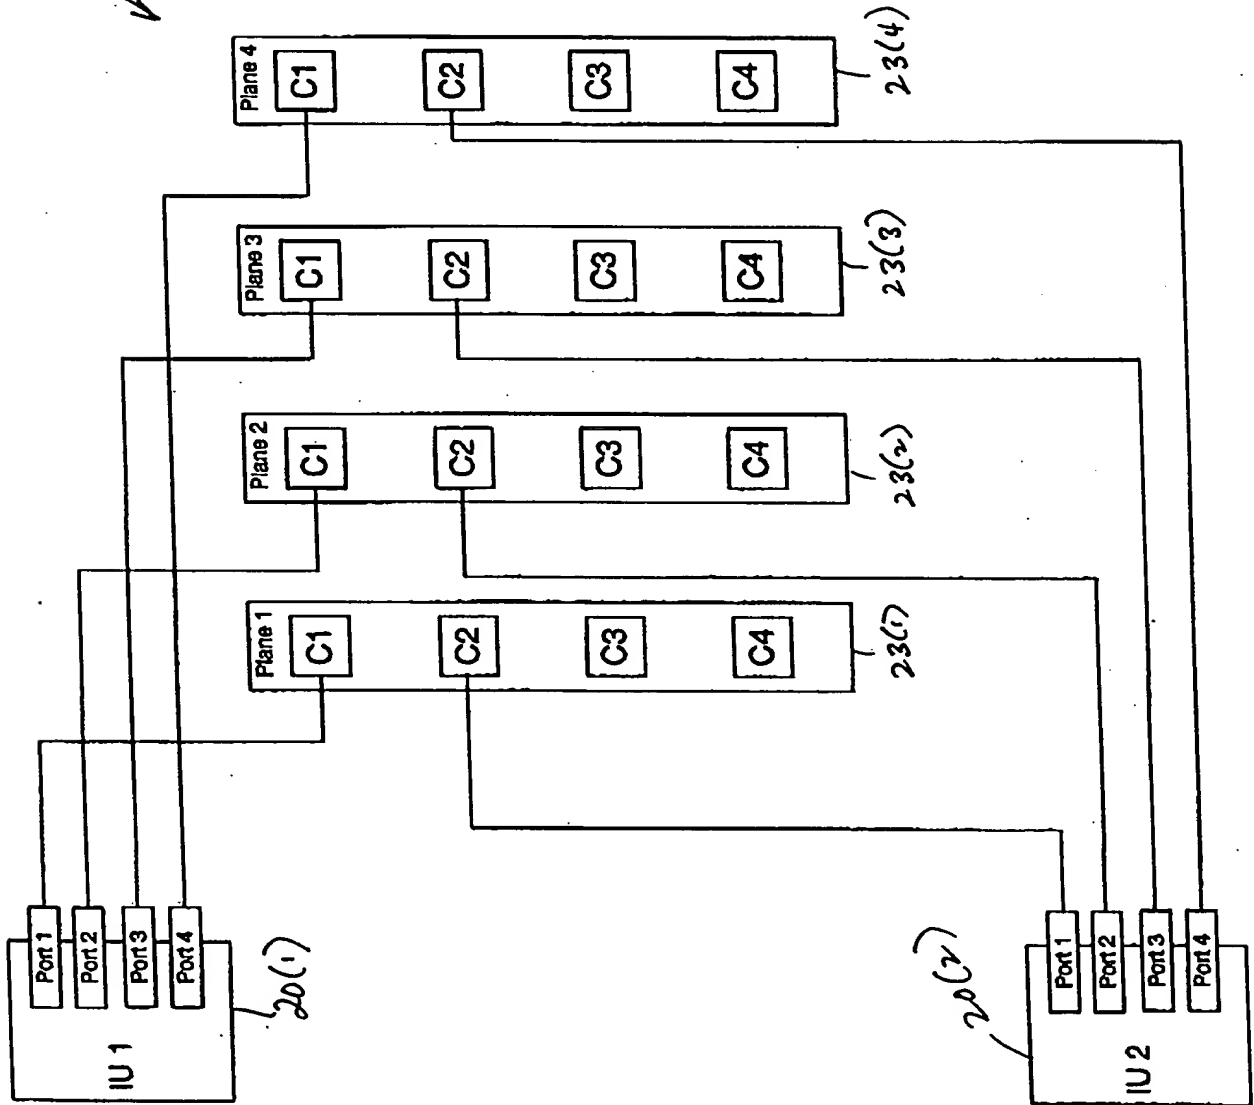 IU 1
Port 1
Port 2
Port 3
Port 4
20(1)
Plane 1
C1
C2
C3
C4
23(1)
Plane 2
C1
C2
C3
C4
23(2)
Plane 3
C1
C2
C3
C4
23(3)
Plane 4
C1
C2
C3
C4
23(4)
IU 2
Port 1
Port 2
Port 3
Port 4
20(2)